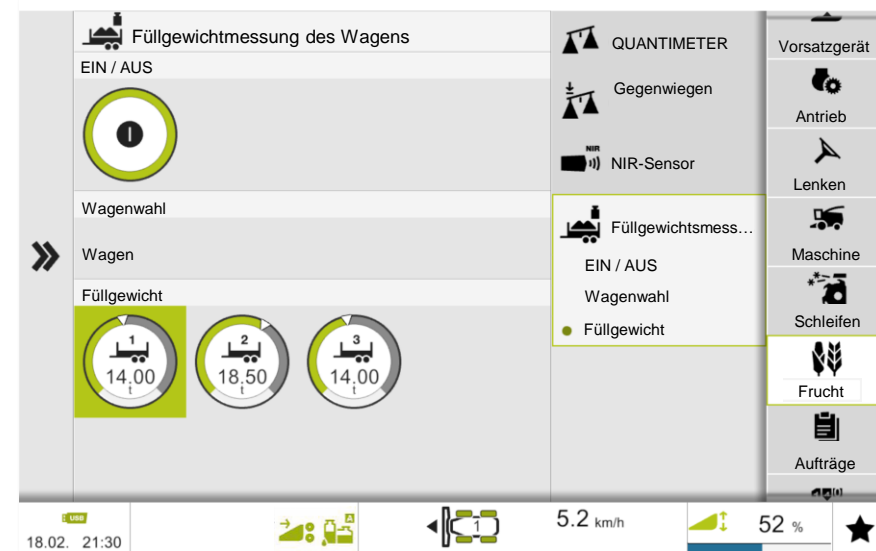 Füllgewichtmessung des Wagens
EIN / AUS
Wagenwahl
Wagen
Füllgewicht
1
14.00
t
2
18.50
t
3
14.00
t
QUANTIMETER
Gegenwiegen
NIR
NIR-Sensor
Füllgewichtsmess...
EIN / AUS
Wagenwahl
Füllgewicht
Vorsatzgerät
Antrieb
Lenken
Maschine
Schleifen
Frucht
Aufträge
USB
18.02. 21:30
A
1
5.2 km/h
52 %